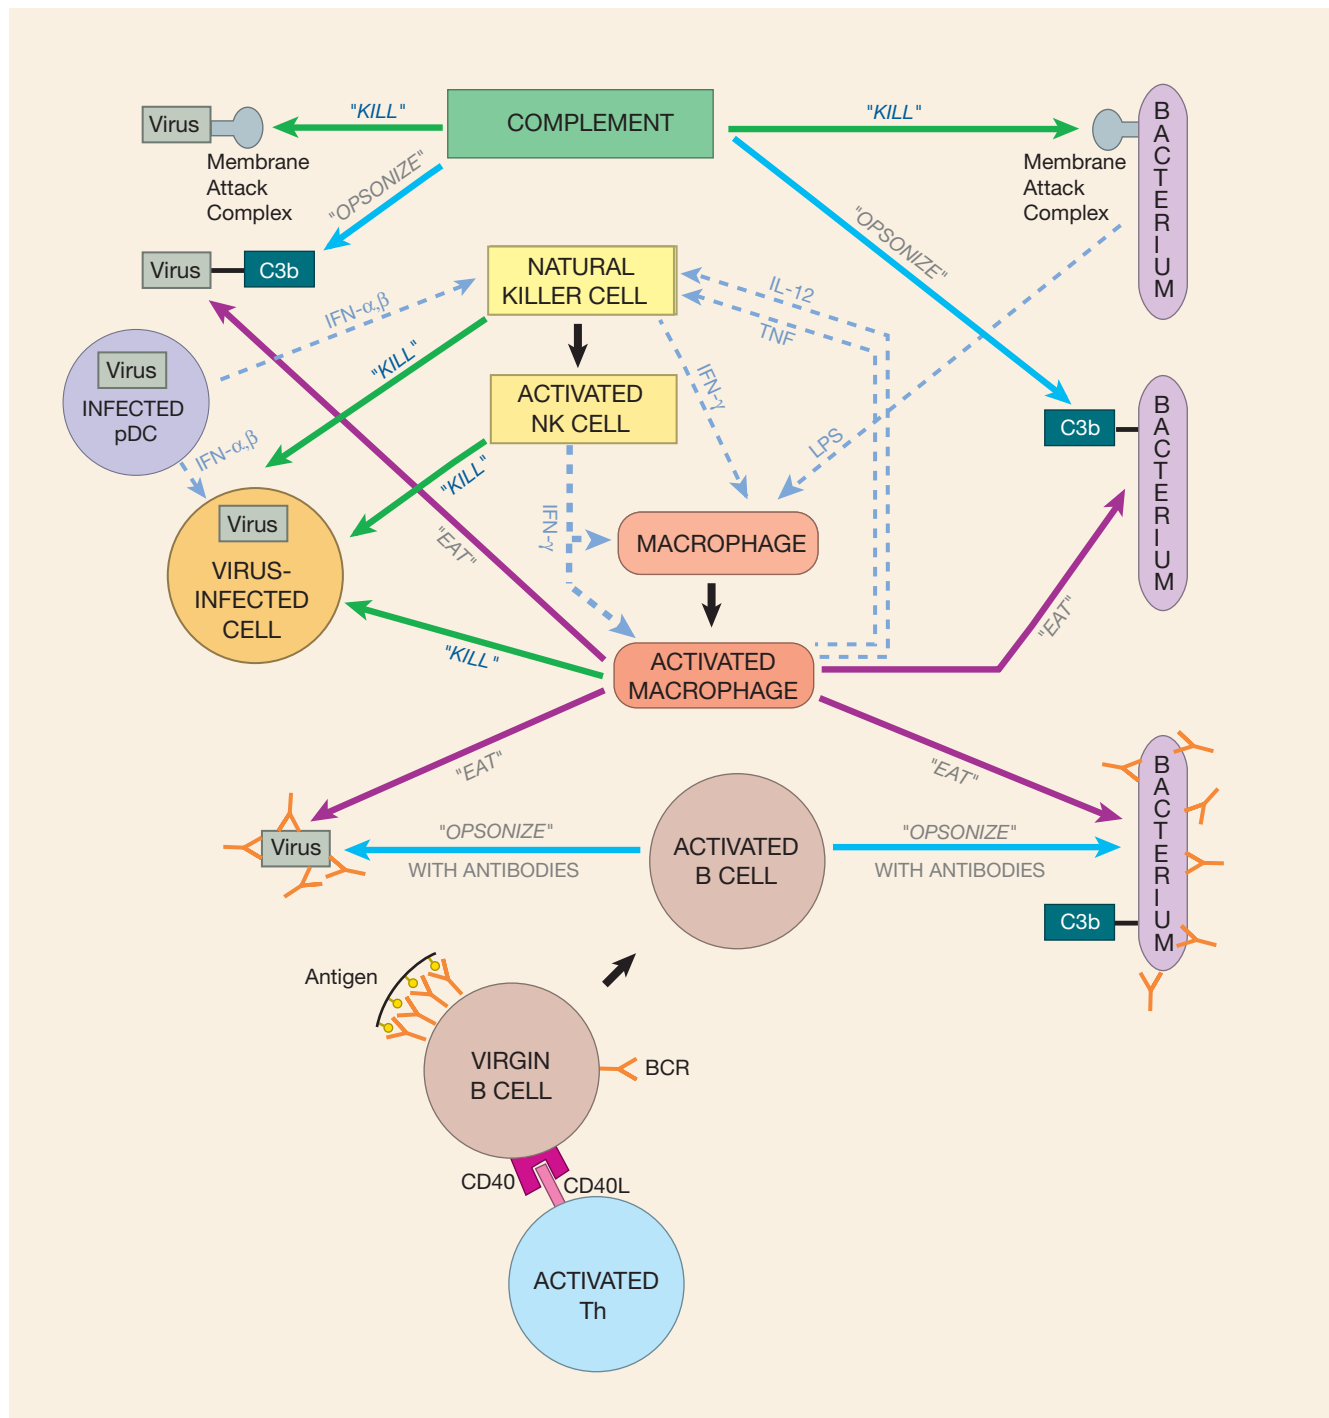 "KILL"
COMPLEMENT
"KILL"
Virus
Membrane
Attack
Complex
"OPSONIZE"
Membrane
Attack
Complex
BACTERIUM
"OPSONIZE"
Virus
C3b
NATURAL
KILLER CELL
IL-12
TNF
IFN-α,β
"KILL"
IFN-γ
Virus
INFECTED
pDC
ACTIVATED
NK CELL
IFN-α,β
"KILL"
LPS
C3b
BACTERIUM
Virus
VIRUS-
INFECTED
CELL
"EAT"
IFN-γ
MACROPHAGE
"EAT"
"KILL"
ACTIVATED
MACROPHAGE
"EAT"
"EAT"
Virus
"OPSONIZE"
WITH ANTIBODIES
ACTIVATED
B CELL
"OPSONIZE"
WITH ANTIBODIES
BACTERIUM
C3b
Antigen
VIRGIN
B CELL
BCR
CD40
CD40L
ACTIVATED
Th